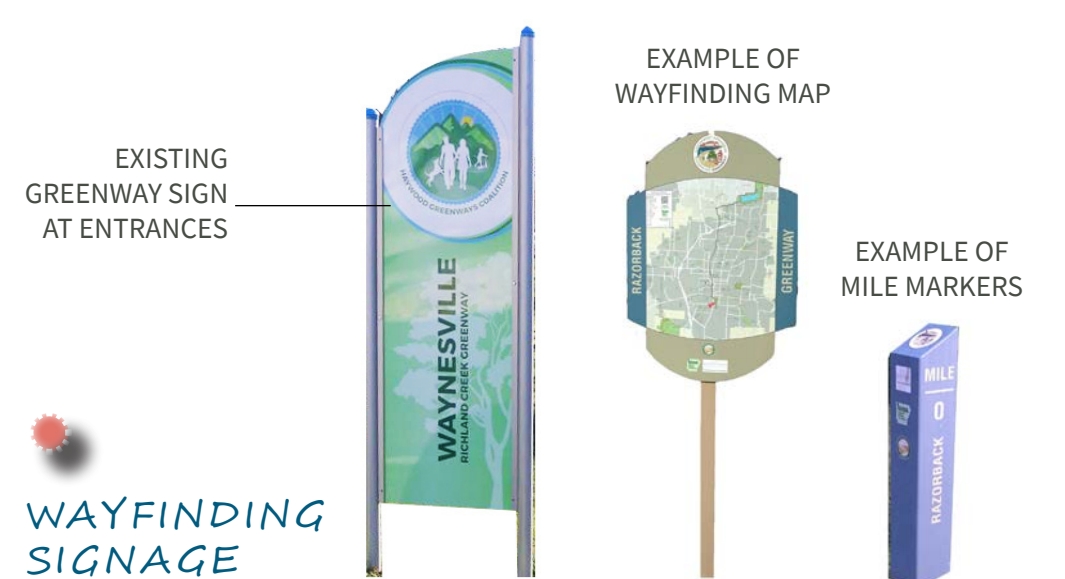 EXAMPLE OF
WAYFINDING MAP
EXISTING
GREENWAY SIGN
AT ENTRANCES
HAYWOOD GREENWAYS COALITION
WAYNESVILLE
RICHLAND CREEK GREENWAY
RAZORBACK
GREENWAY
EXAMPLE OF
MILE MARKERS
MILE
0
RAZORBACK
WAYFINDING
SIGNAGE